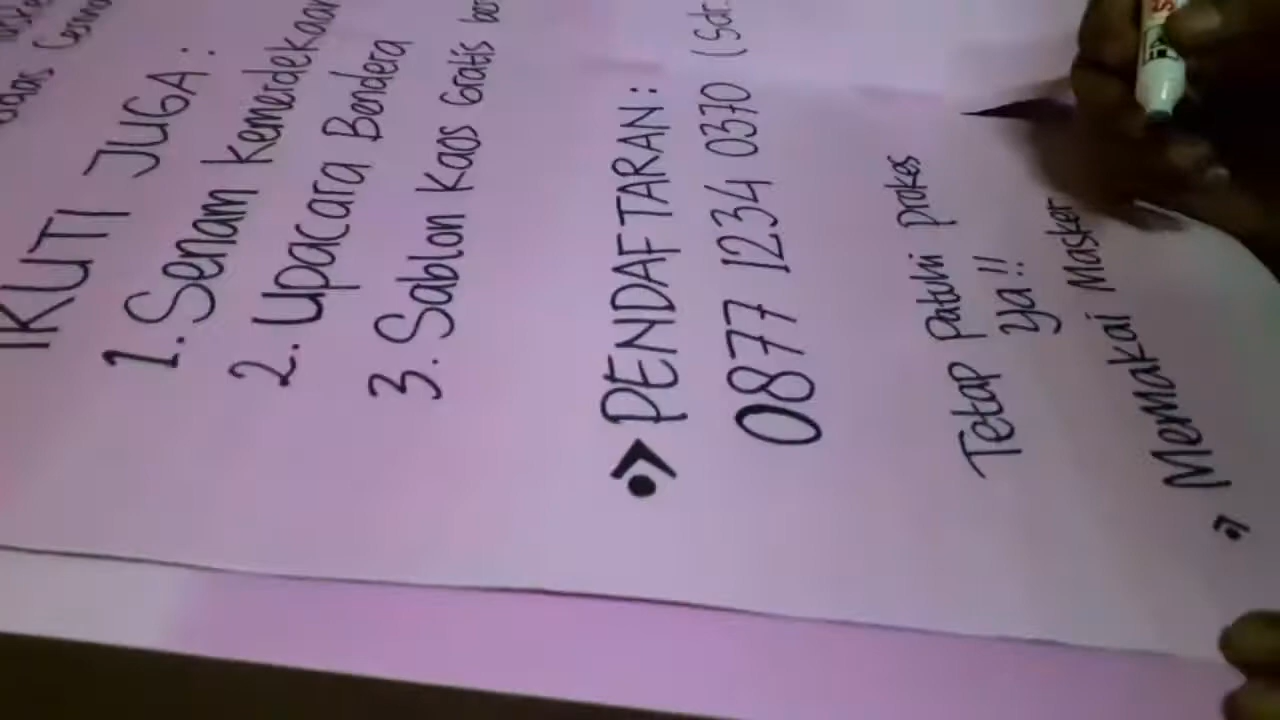 IKUTI JUGA:
1. Senam Kemerdekaan
2. Upacara Bendera
3. Sablon Kaos Gratis
PENDAFTARAN:
0877 1234 0370 (Sdr.
Tetap Patuhi prokes
Ya!!
Memakai Masker